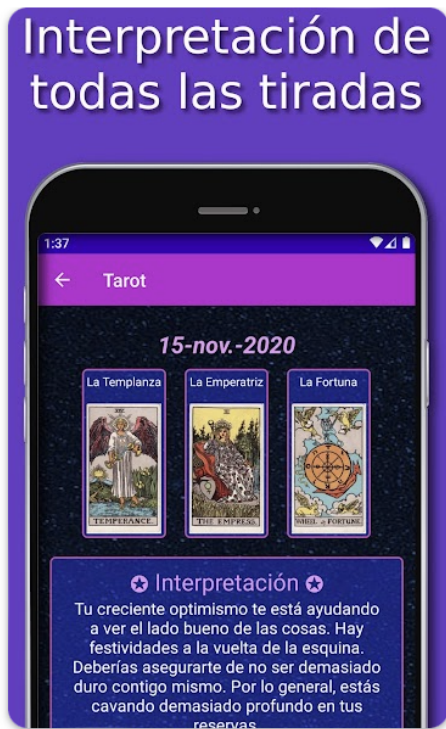 Interpretación de
todas las tiradas
1:37
Tarot
15-nov.-2020
La Templanza
La Emperatriz
La Fortuna
TEMPERANCE.
THE EMPRESS.
WHEEL of FORTUNE.
Interpretación
Tu creciente optimismo te está ayudando
a ver el lado bueno de las cosas. Hay
festividades a la vuelta de la esquina.
Deberías asegurarte de no ser demasiado
duro contigo mismo. Por lo general, estás
cavando demasiado profundo en tus
reservas